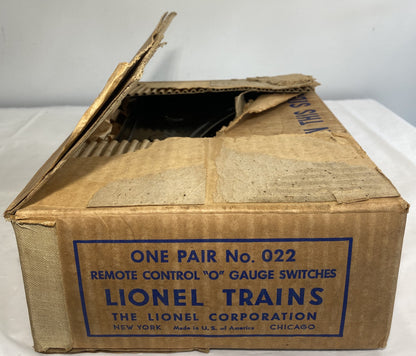 N THIS S
ONE PAIR No. 022
REMOTE CONTROL "O" GAUGE SWITCHES
LIONEL TRAINS
THE LIONEL CORPORATION
NEW YORK Made in U. S. of America CHICAGO